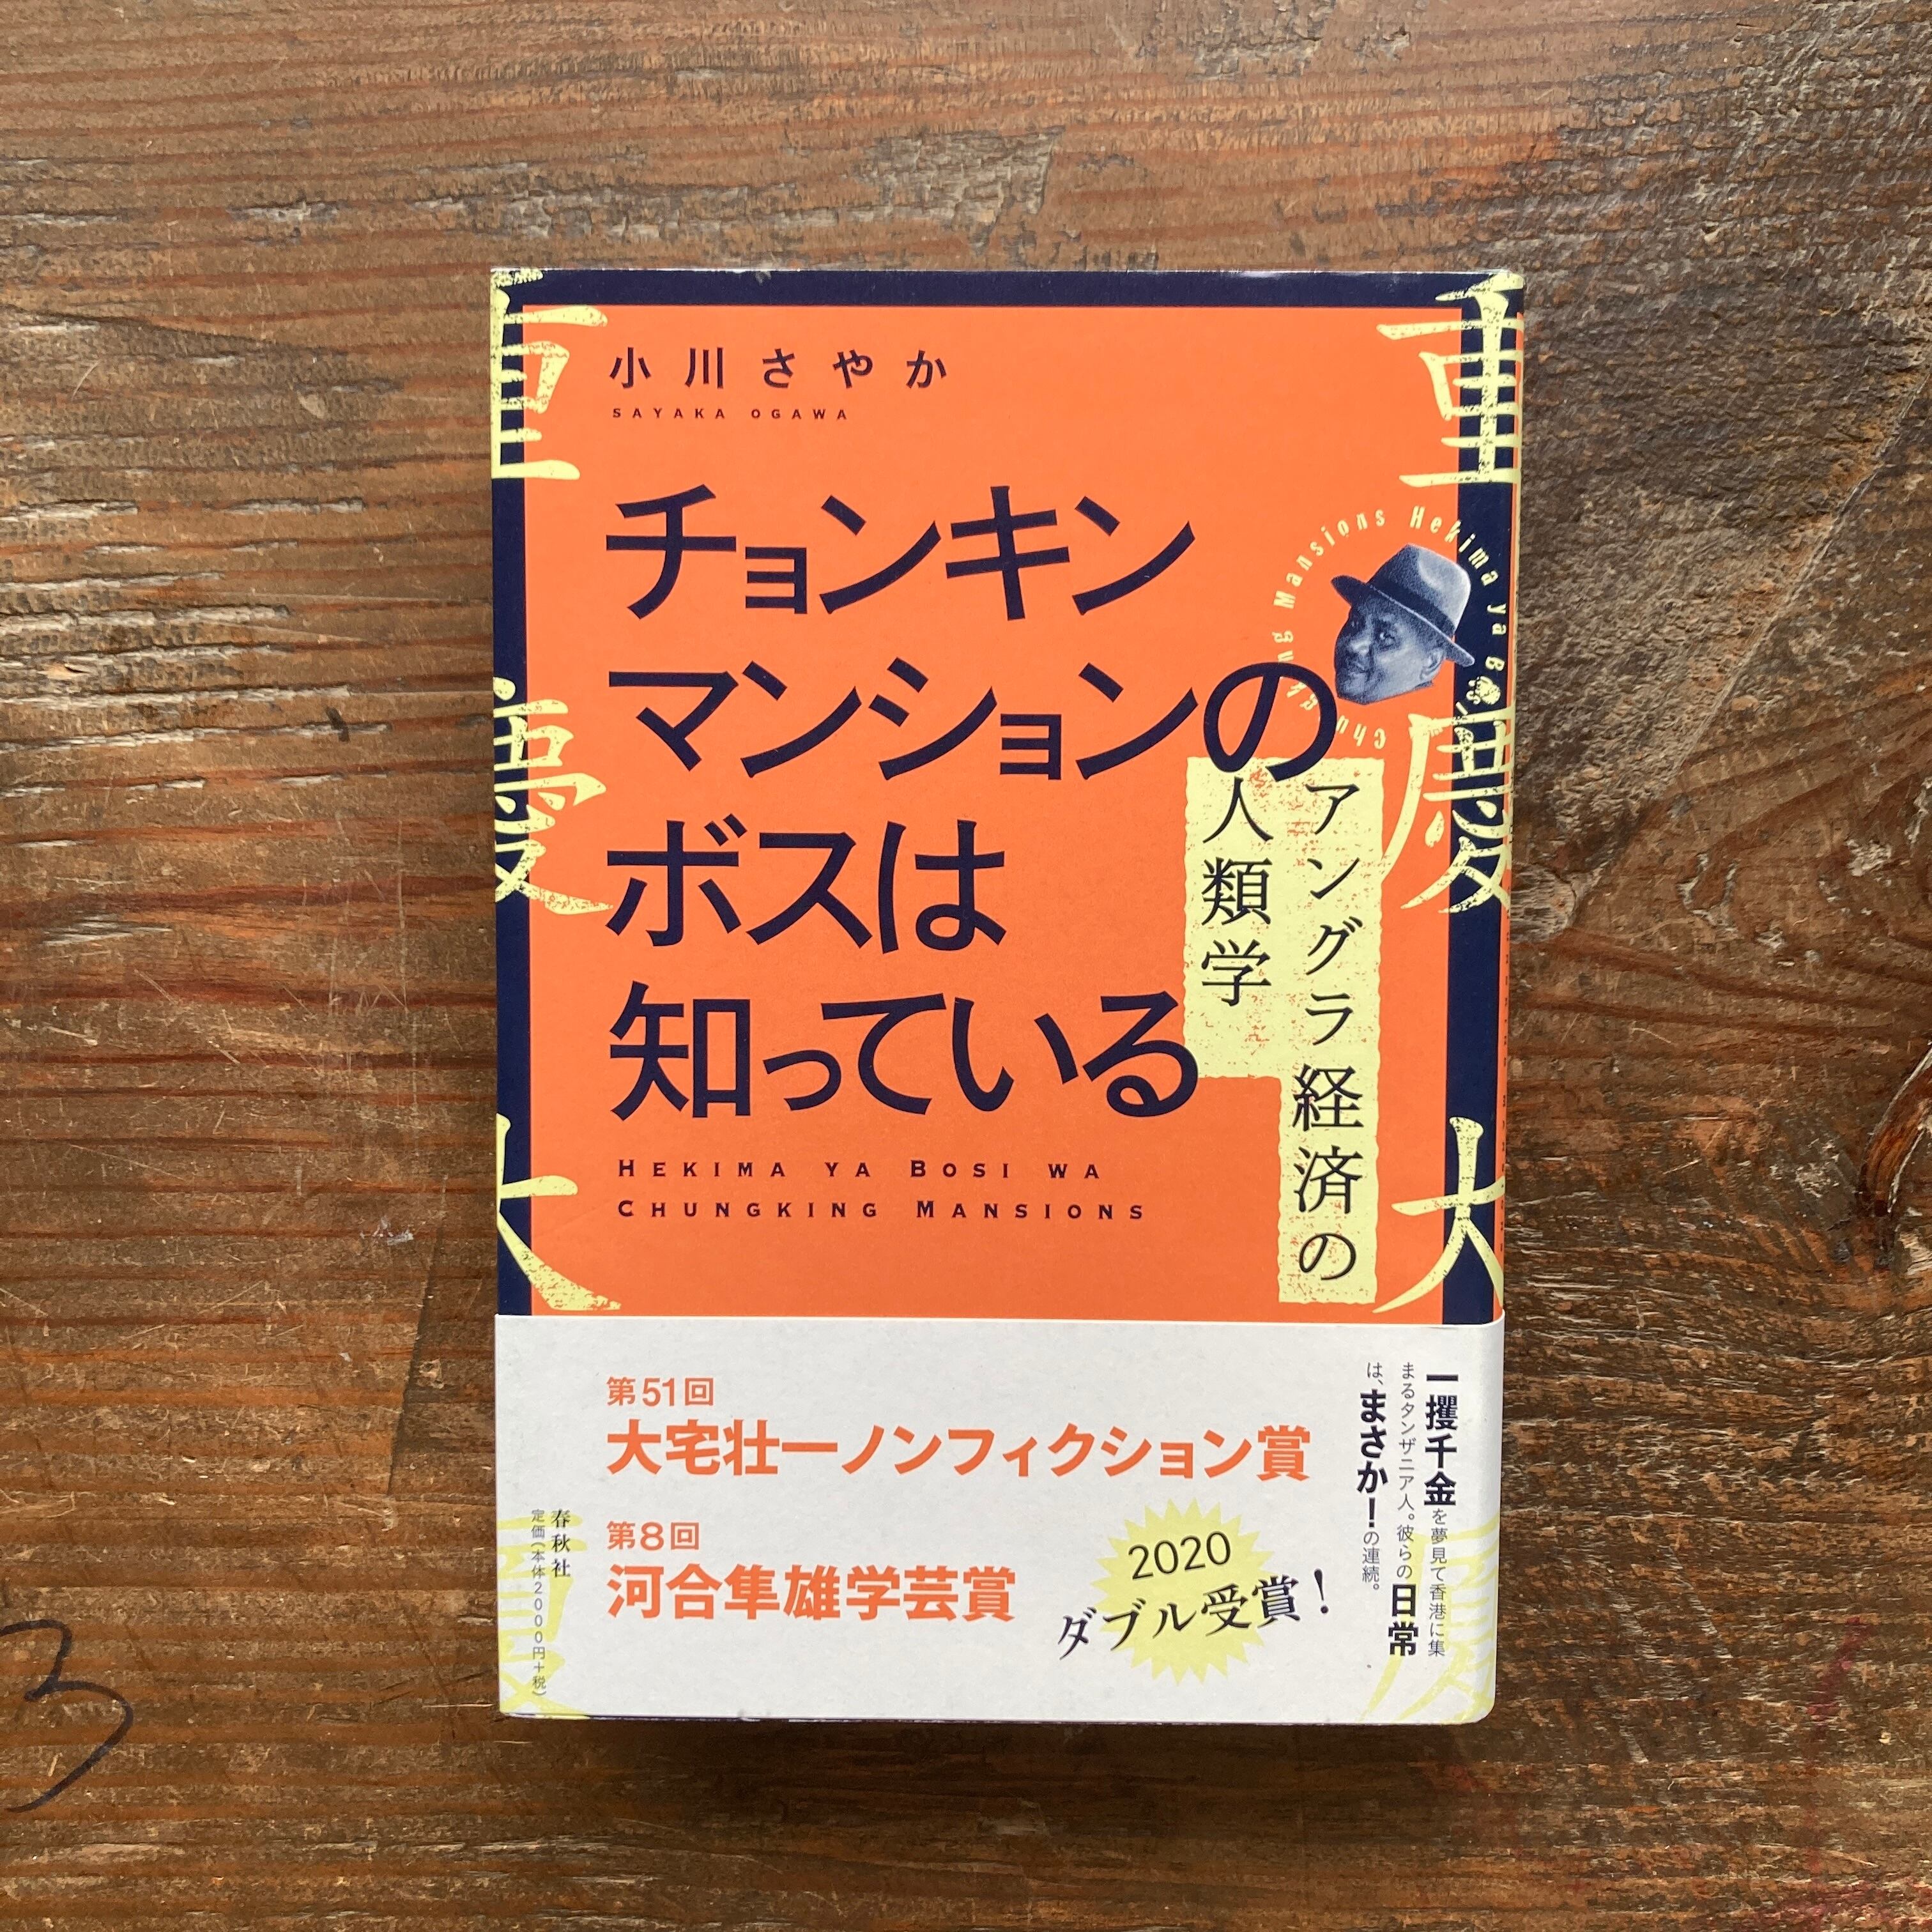 小川さやか
SAYAKA OGAWA
チョンキン
マンションの
ボスは
知っている
アングラ経済の
人類学
HEKIMA YA BOSI WA
CHUNGKING MANSIONS
Chungking Mansions Hekima ya Bosi
重慶大
重慶大
第51回
大宅壮一ノンフィクション賞
第8回
河合隼雄学芸賞
2020
ダブル受賞!
一攫千金を夢見て香港に集
まるタンザニア人。彼らの日常
は、まさか!の連続。
春秋社
定価(本体2000円+税)
3